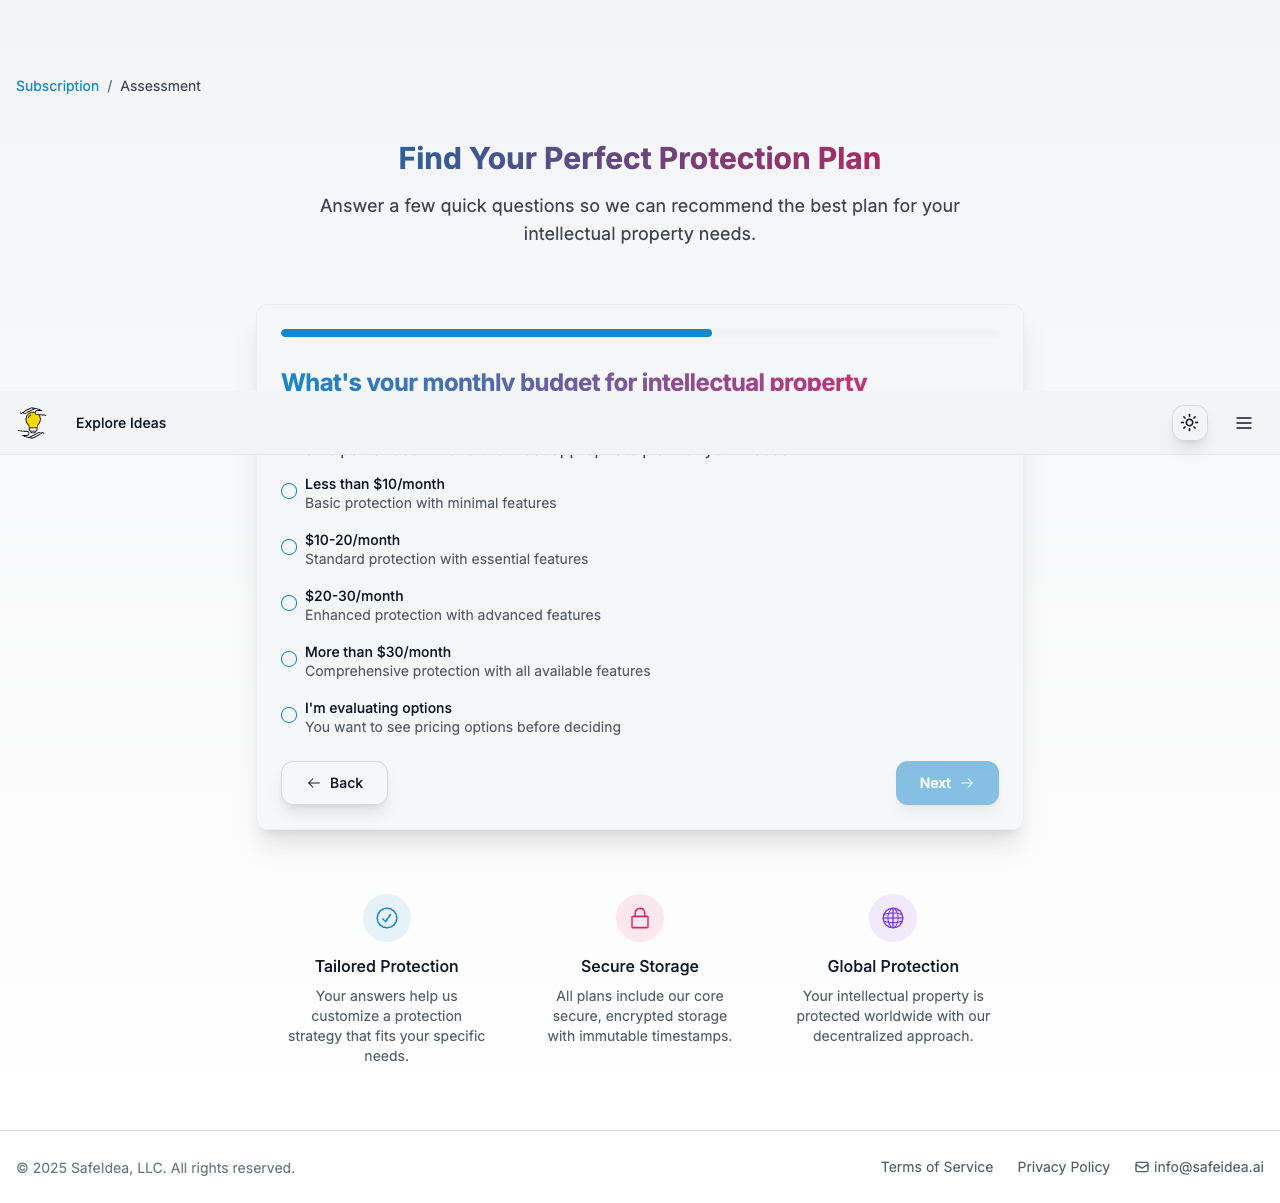 Subscription / Assessment
Find Your Perfect Protection Plan
Answer a few quick questions so we can recommend the best plan for your
intellectual property needs.
What's your monthly budget for intellectual property
Explore Ideas
Less than $10/month
Basic protection with minimal features
$10-20/month
Standard protection with essential features
$20-30/month
Enhanced protection with advanced features
More than $30/month
Comprehensive protection with all available features
I'm evaluating options
You want to see pricing options before deciding
Back
Next
Tailored Protection
Your answers help us
customize a protection
strategy that fits your specific
needs.
Secure Storage
All plans include our core
secure, encrypted storage
with immutable timestamps.
Global Protection
Your intellectual property is
protected worldwide with our
decentralized approach.
© 2025 SafeIdea, LLC. All rights reserved.
Terms of Service
Privacy Policy
info@safeidea.ai